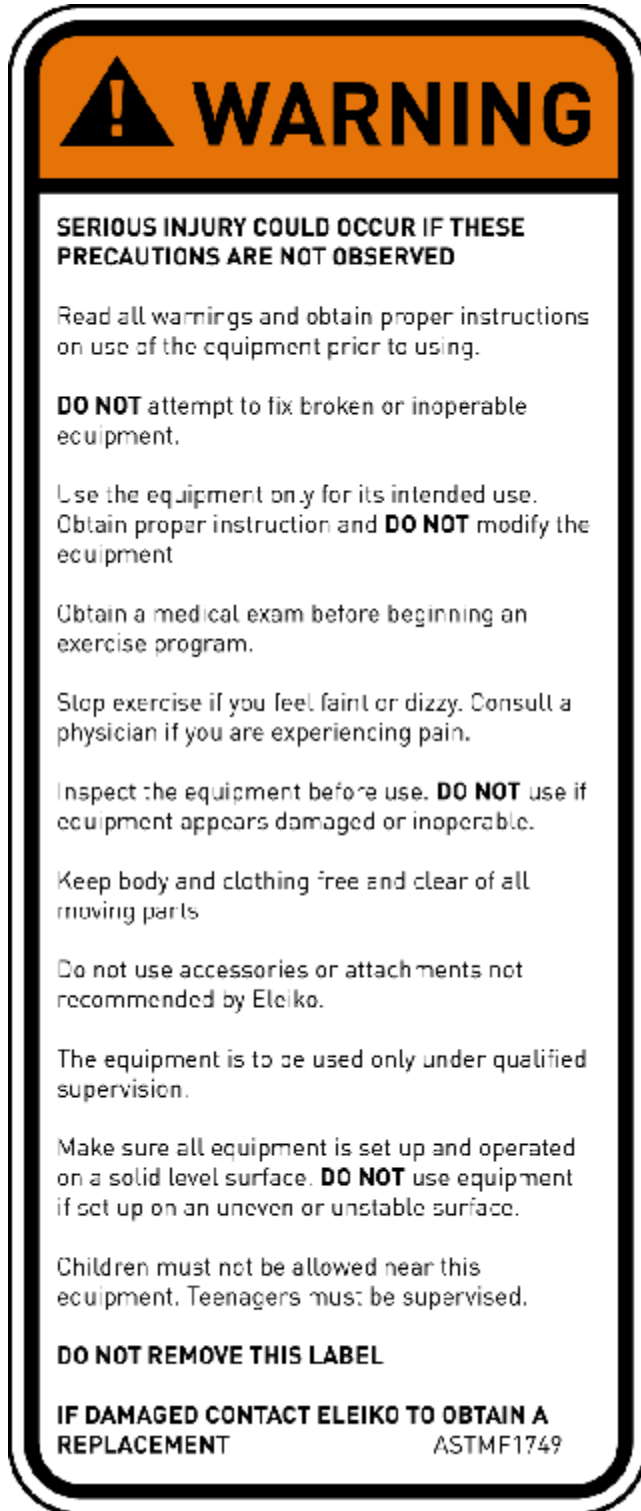 WARNING
SERIOUS INJURY COULD OCCUR IF THESE
PRECAUTIONS ARE NOT OBSERVED
Read all warnings and obtain proper instructions
on use of the equipment prior to using.
DO NOT attempt to fix broken or inoperable
equipment.
Use the equipment only for its intended use.
Obtain proper instruction and DO NOT modify the
equipment
Obtain a medical exam before beginning an
exercise program.
Stop exercise if you feel faint or dizzy. Consult a
physician if you are experiencing pain.
Inspect the equipment before use. DO NOT use if
equipment appears damaged or inoperable.
Keep body and clothing free and clear of all
moving parts
Do not use accessories or attachments not
recommended by Eleiko.
The equipment is to be used only under qualified
supervision.
Make sure all equipment is set up and operated
on a solid level surface. DO NOT use equipment
if set up on an uneven or unstable surface.
Children must not be allowed near this
equipment. Teenagers must be supervised.
DO NOT REMOVE THIS LABEL
IF DAMAGED CONTACT ELEIKO TO OBTAIN A
REPLACEMENT ASTMF1749